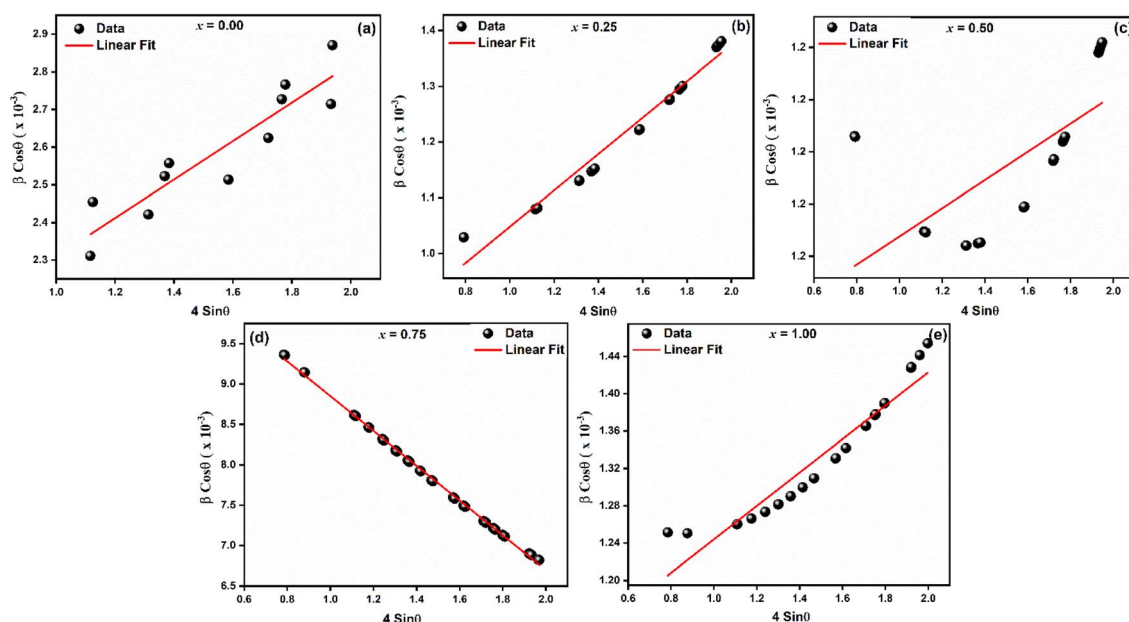 Data
x = 0.00
(a)
Linear Fit
2.9
2.8
2.7
2.6
2.5
2.4
2.3
β Cosθ ( x 10⁻³)
1.0 1.2 1.4 1.6 1.8 2.0
4 Sinθ
Data
x = 0.25
(b)
Linear Fit
1.4
1.3
1.2
1.1
1.0
β Cosθ ( x 10⁻³)
0.8 1.0 1.2 1.4 1.6 1.8 2.0
4 Sinθ
Data
x = 0.50
(c)
Linear Fit
1.2
1.2
1.2
1.2
1.2
β Cosθ ( x 10⁻³)
0.6 0.8 1.0 1.2 1.4 1.6 1.8 2.0
4 Sinθ
(d)
x = 0.75
Data
Linear Fit
9.5
9.0
8.5
8.0
7.5
7.0
6.5
β Cosθ ( x 10⁻³)
0.6 0.8 1.0 1.2 1.4 1.6 1.8 2.0
4 Sinθ
Data
x = 1.00
(e)
Linear Fit
1.44
1.40
1.36
1.32
1.28
1.24
1.20
β Cosθ ( x 10⁻³)
0.6 0.8 1.0 1.2 1.4 1.6 1.8 2.0
4 Sinθ